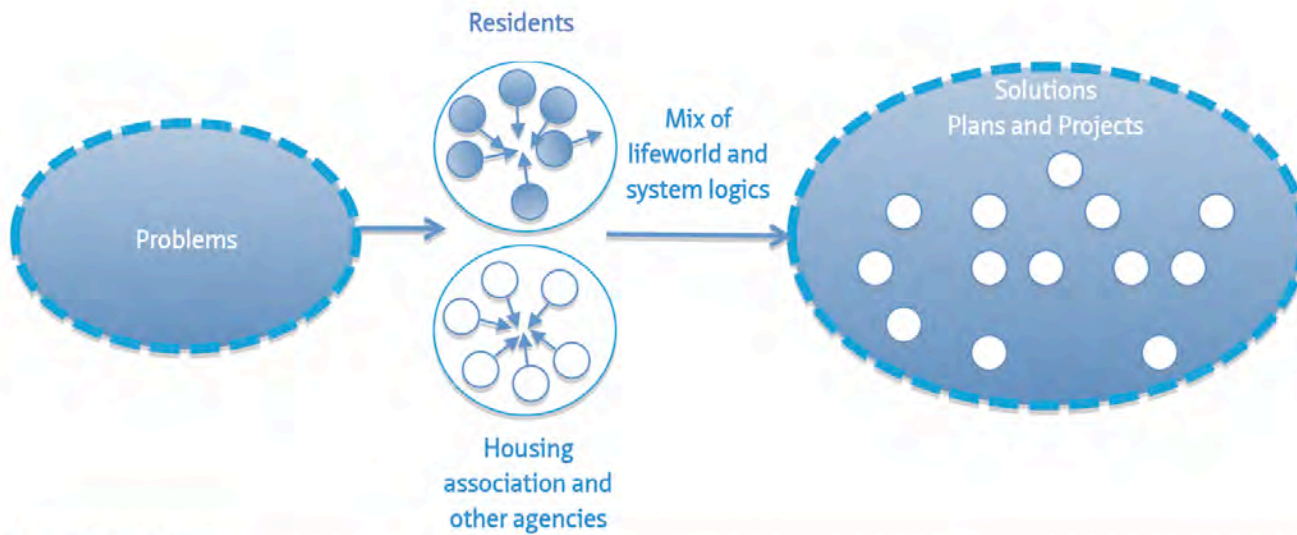 Residents
Mix of
lifeworld and
system logics
Problems
Solutions
Plans and Projects
Housing
association and
other agencies